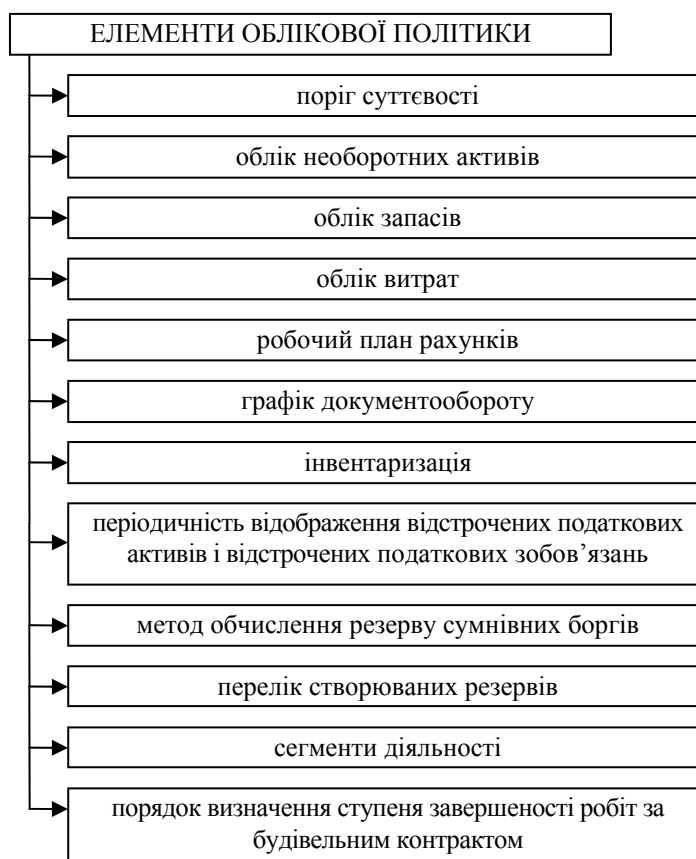 ЕЛЕМЕНТИ ОБЛІКОВОЇ ПОЛІТИКИ
поріг суттєвості
облік необоротних активів
облік запасів
облік витрат
робочий план рахунків
графік документообороту
інвентаризація
періодичність відображення відстрочених податкових
активів і відстрочених податкових зобов’язань
метод обчислення резерву сумнівних боргів
перелік створюваних резервів
сегменти діяльності
порядок визначення ступеня завершеності робіт за
будівельним контрактом